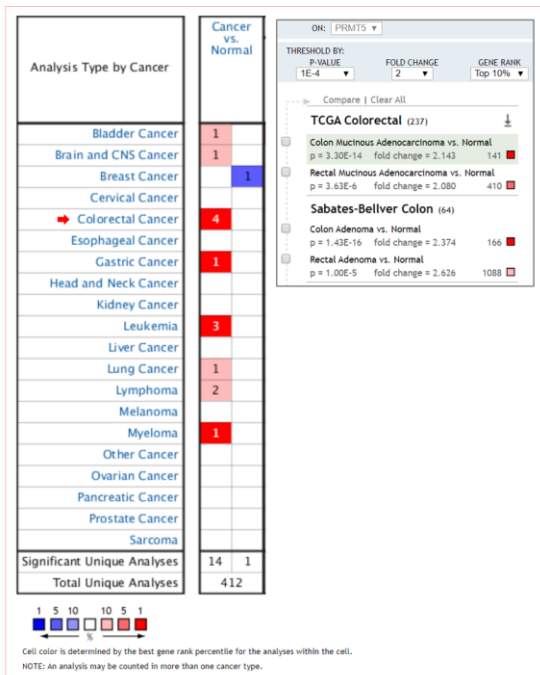 Analysis Type by Cancer
Cancer
vs.
Normal
Bladder Cancer 1
Brain and CNS Cancer 1
Breast Cancer 1
Cervical Cancer
Colorectal Cancer 4
Esophageal Cancer
Gastric Cancer 1
Head and Neck Cancer
Kidney Cancer
Leukemia 3
Liver Cancer
Lung Cancer 1
Lymphoma 2
Melanoma
Myeloma 1
Other Cancer
Ovarian Cancer
Pancreatic Cancer
Prostate Cancer
Sarcoma
Significant Unique Analyses 14 1
Total Unique Analyses 412
1 5 10 10 5 1
%
Cell color is determined by the best gene rank percentile for the analyses within the cell.
NOTE: An analysis may be counted in more than one cancer type.
ON: PRMT5
THRESHOLD BY:
P-VALUE FOLD CHANGE GENE RANK
1E-4 2 Top 10%
Compare | Clear All
TCGA Colorectal (237)
Colon Mucinous Adenocarcinoma vs. Normal
p = 3.30E-14 fold change = 2.143 141
Rectal Mucinous Adenocarcinoma vs. Normal
p = 3.63E-6 fold change = 2.080 410
Sabates-Bellver Colon (64)
Colon Adenoma vs. Normal
p = 1.43E-16 fold change = 2.374 166
Rectal Adenoma vs. Normal
p = 1.00E-5 fold change = 2.626 1088